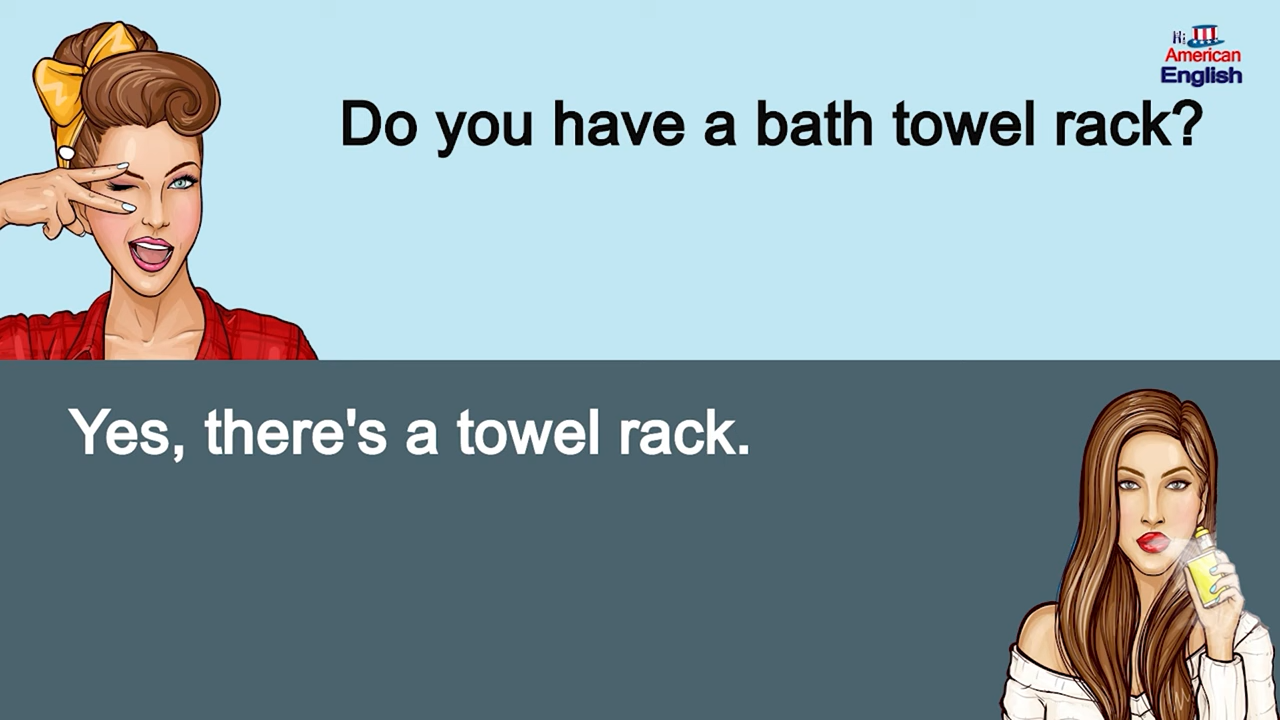 Hi
American
English
Do you have a bath towel rack?
Yes, there's a towel rack.